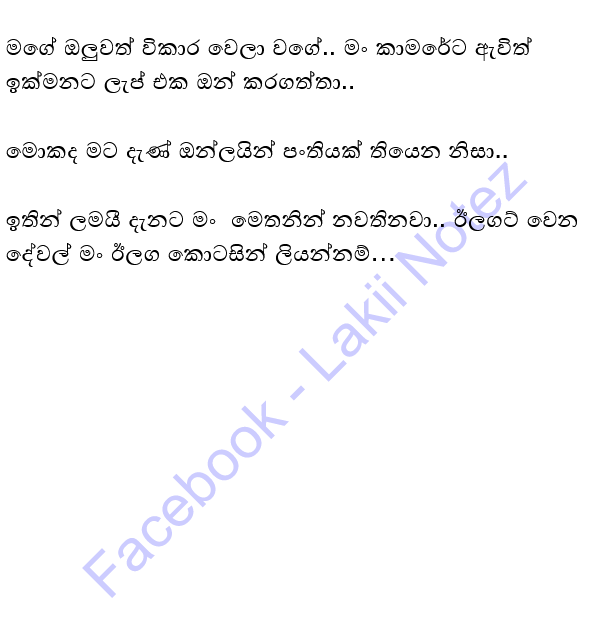 මගේ ඔලුවත් විකාර වෙලා වගේ.. මං කාමරේට ඇවිත්
ඉක්මනට ලැප් එක ඔන් කරගත්තා..
මොකද මට දැණ් ඔන්ලයින් පංතියක් තියෙන නිසා..
ඉතින් ලමයී දැනට මං මෙතනින් නවතිනවා.. ඊලගට් වෙන
දේවල් මං ඊලග කොටසින් ලියන්නම්...
Facebook - Lakii Notez